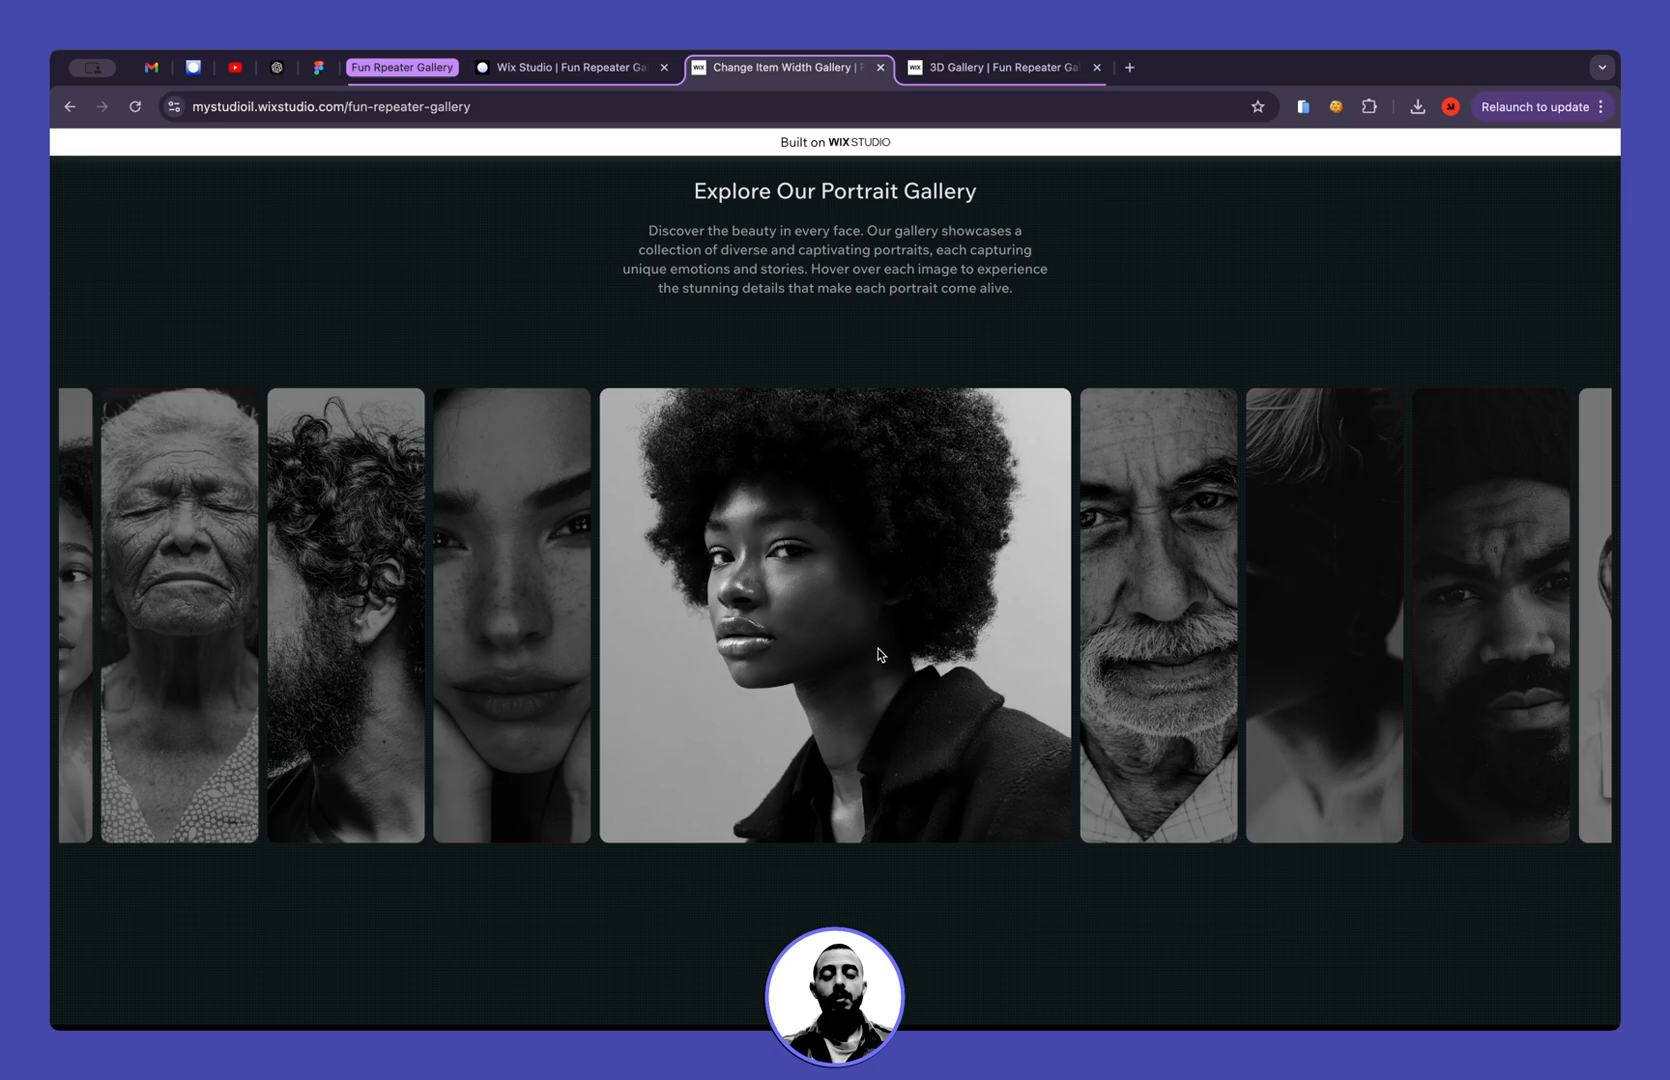 Fun Rpeater Gallery
Wix Studio | Fun Repeater Ga
WIX Change Item Width Gallery |
WIX 3D Gallery | Fun Repeater Ga
mystudioil.wixstudio.com/fun-repeater-gallery
Relaunch to update
Built on WIX STUDIO
Explore Our Portrait Gallery
Discover the beauty in every face. Our gallery showcases a
collection of diverse and captivating portraits, each capturing
unique emotions and stories. Hover over each image to experience
the stunning details that make each portrait come alive.